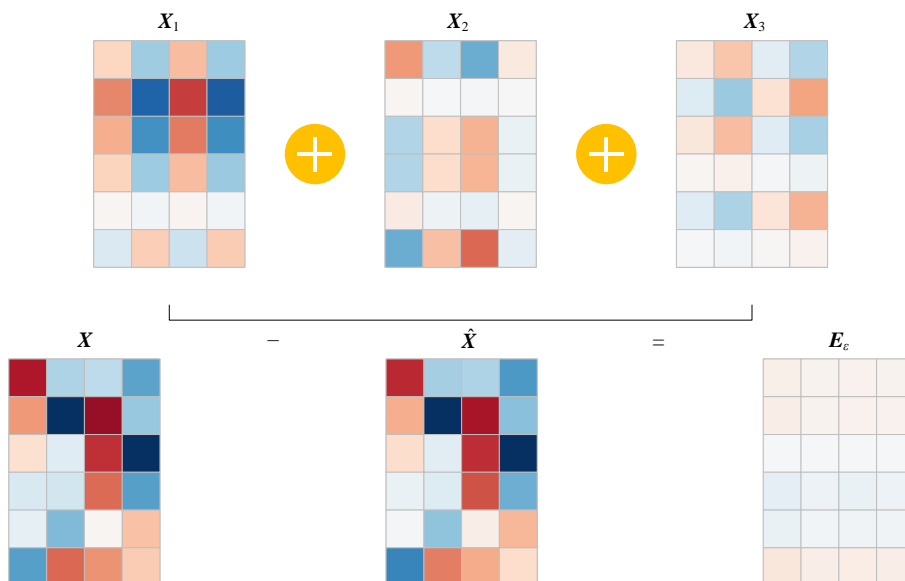 X₁ X₂ X₃
X − X̂ = Eε